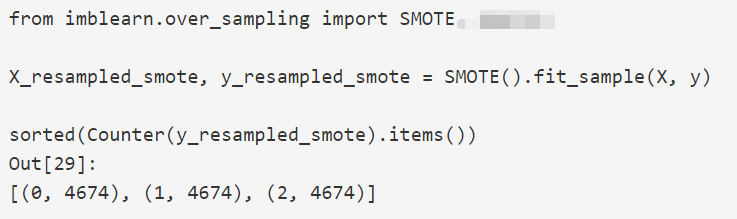 from imblearn.over_sampling import SMOTE
X_resampled_smote, y_resampled_smote = SMOTE().fit_sample(X, y)
sorted(Counter(y_resampled_smote).items())
Out[29]:
[(0, 4674), (1, 4674), (2, 4674)]